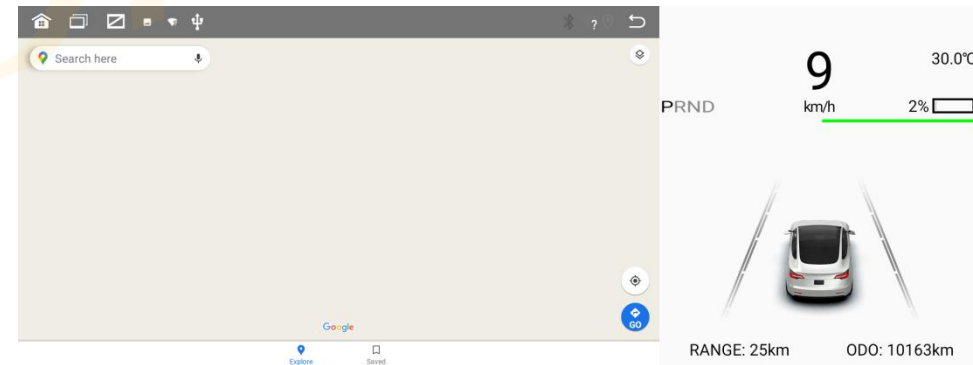 ?
Search here
Google
GO
Explore
Saved
9
30.0°C
PRND
km/h
2%
RANGE: 25km
ODO: 10163km